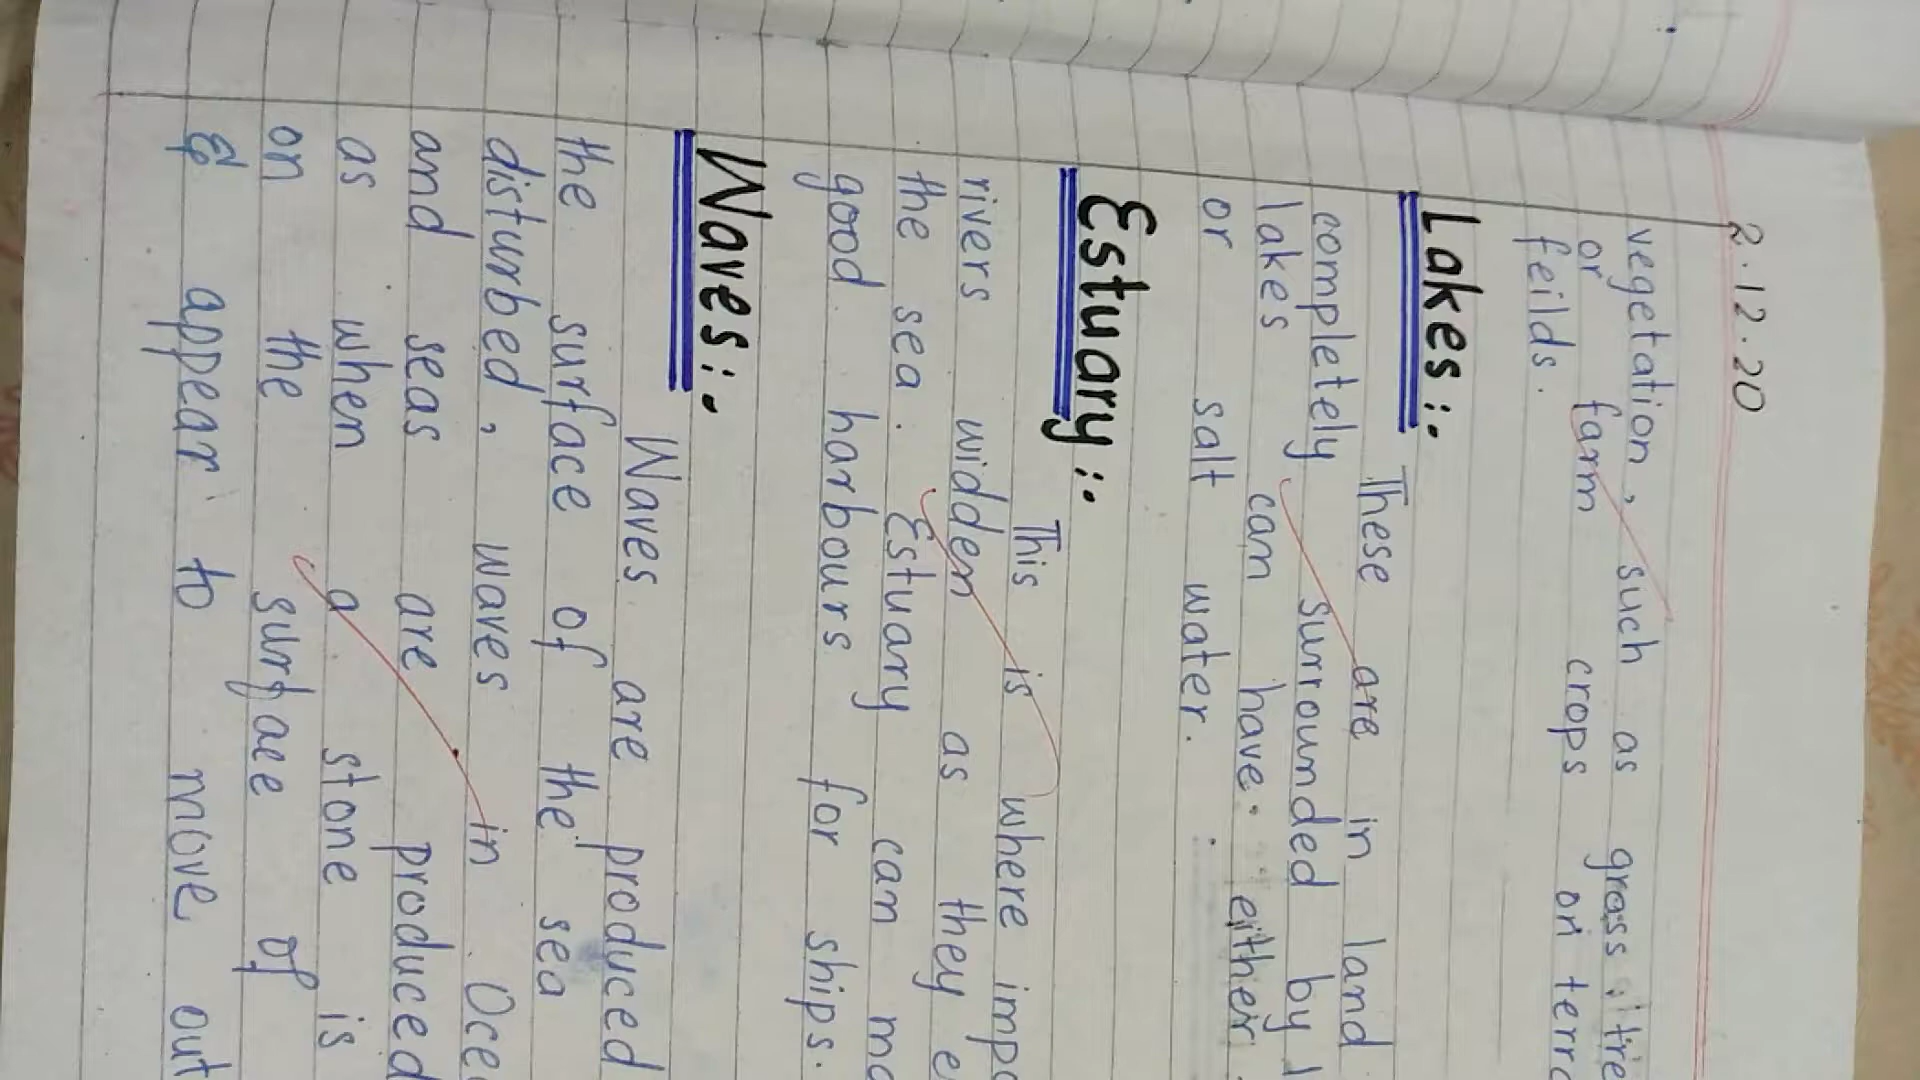 2.12.20
vegetation, such as grass, tre
or farm crops on terra
feilds.
Lakes:-
These are in land
completely surrounded by l
lakes can have either
or salt water.
Estuary:-
This is where impo
rivers widden as they e
the sea. Estuary can ma
good harbours for ships.
Waves:-
Waves are produced
the surface of the sea
disturbed, waves in Oce
and seas are produced
as when a stone is
on the surface of
appear to move out